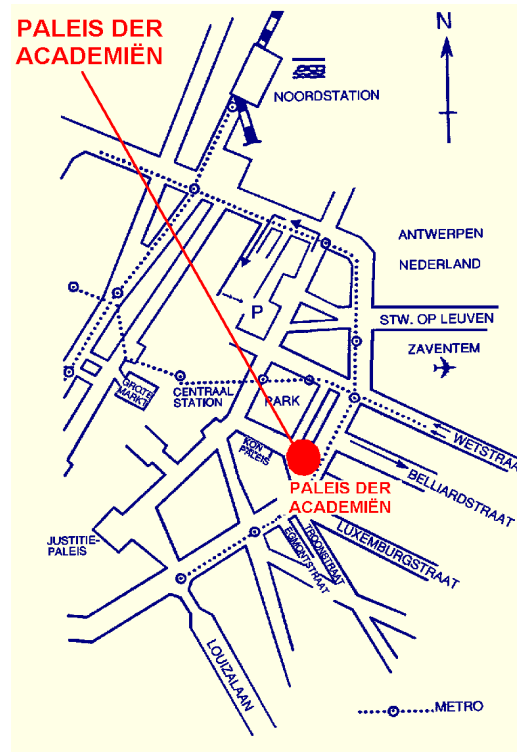 PALEIS DER
ACADEMIËN
N
NOORDSTATION
ANTWERPEN
NEDERLAND
P
STW. OP LEUVEN
ZAVENTEM
GROTE
MARKT
CENTRAAL
STATION
PARK
WETSTRAAT
KON
PALEIS
BELLIARDSTRAAT
PALEIS DER
ACADEMIËN
JUSTITIE-
PALEIS
LUXEMBURGSTRAAT
TROONSTRAAT
EGMONTSTRAAT
LOUIZALAAN
METRO